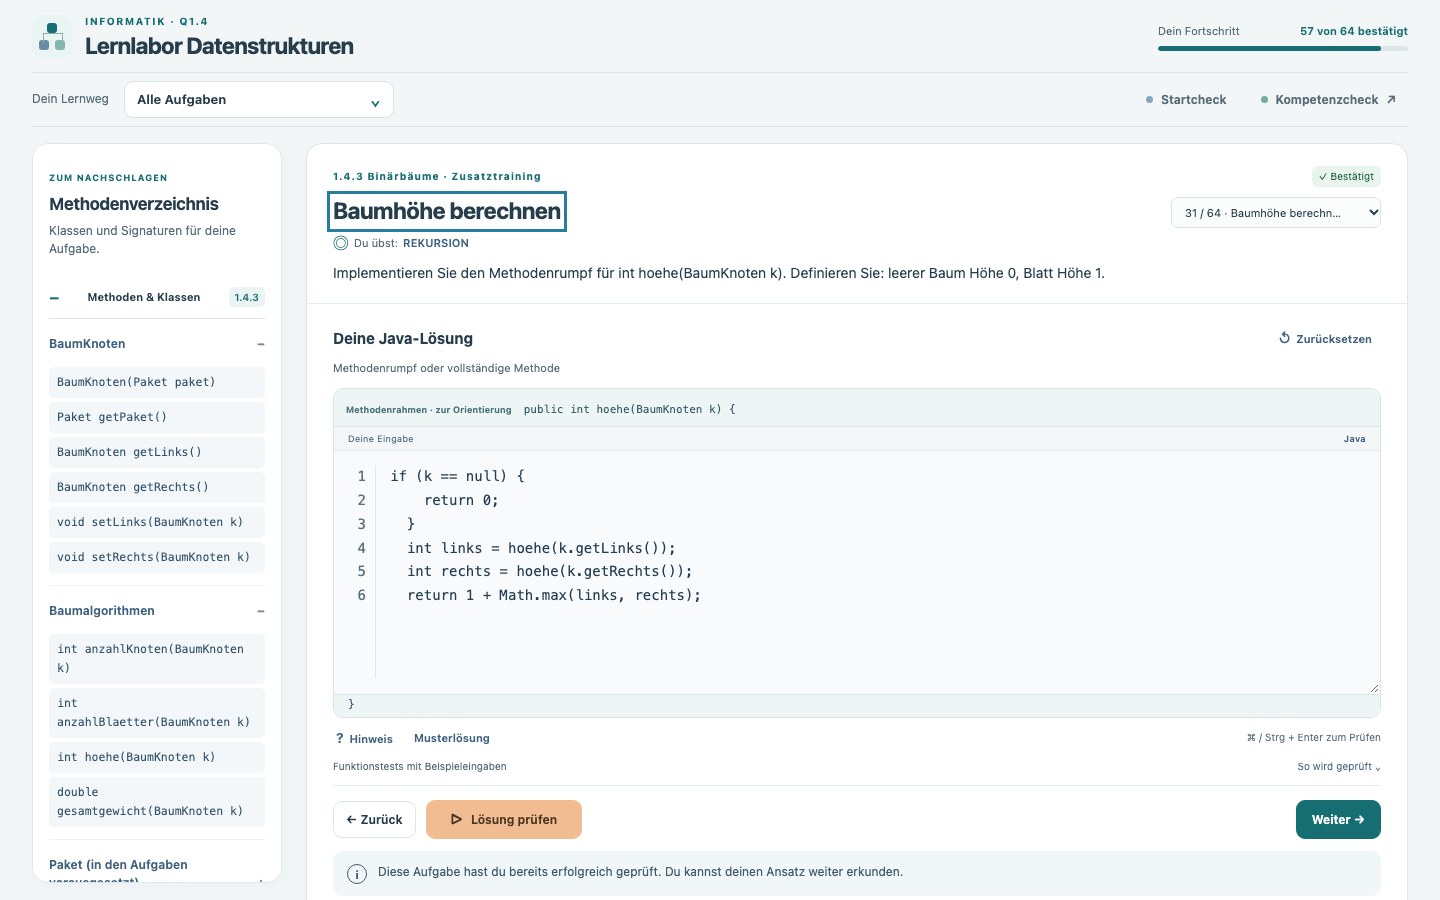 INFORMATIK · Q1.4
Lernlabor Datenstrukturen
Dein Fortschritt
57 von 64 bestätigt
Dein Lernweg
Alle Aufgaben
Startcheck
Kompetenzcheck ↗
ZUM NACHSCHLAGEN
Methodenverzeichnis
Klassen und Signaturen für deine
Aufgabe.
– Methoden & Klassen 1.4.3
BaumKnoten –
BaumKnoten(Paket paket)
Paket getPaket()
BaumKnoten getLinks()
BaumKnoten getRechts()
void setLinks(BaumKnoten k)
void setRechts(BaumKnoten k)
Baumalgorithmen –
int anzahlKnoten(BaumKnoten
k)
int
anzahlBlaetter(BaumKnoten k)
int hoehe(BaumKnoten k)
double
gesamtgewicht(BaumKnoten k)
Paket (in den Aufgaben
vorausgesetzt)
1.4.3 Binärbäume · Zusatztraining
✓ Bestätigt
Baumhöhe berechnen
31 / 64 · Baumhöhe berechn...
Du übst: REKURSION
Implementieren Sie den Methodenrumpf für int hoehe(BaumKnoten k). Definieren Sie: leerer Baum Höhe 0, Blatt Höhe 1.
Deine Java-Lösung
↺ Zurücksetzen
Methodenrumpf oder vollständige Methode
Methodenrahmen · zur Orientierung public int hoehe(BaumKnoten k) {
Deine Eingabe
Java
1 if (k == null) {
2 return 0;
3 }
4 int links = hoehe(k.getLinks());
5 int rechts = hoehe(k.getRechts());
6 return 1 + Math.max(links, rechts);
}
? Hinweis
Musterlösung
⌘ / Strg + Enter zum Prüfen
Funktionstests mit Beispieleingaben
So wird geprüft ⌄
← Zurück
▷ Lösung prüfen
Weiter →
Diese Aufgabe hast du bereits erfolgreich geprüft. Du kannst deinen Ansatz weiter erkunden.